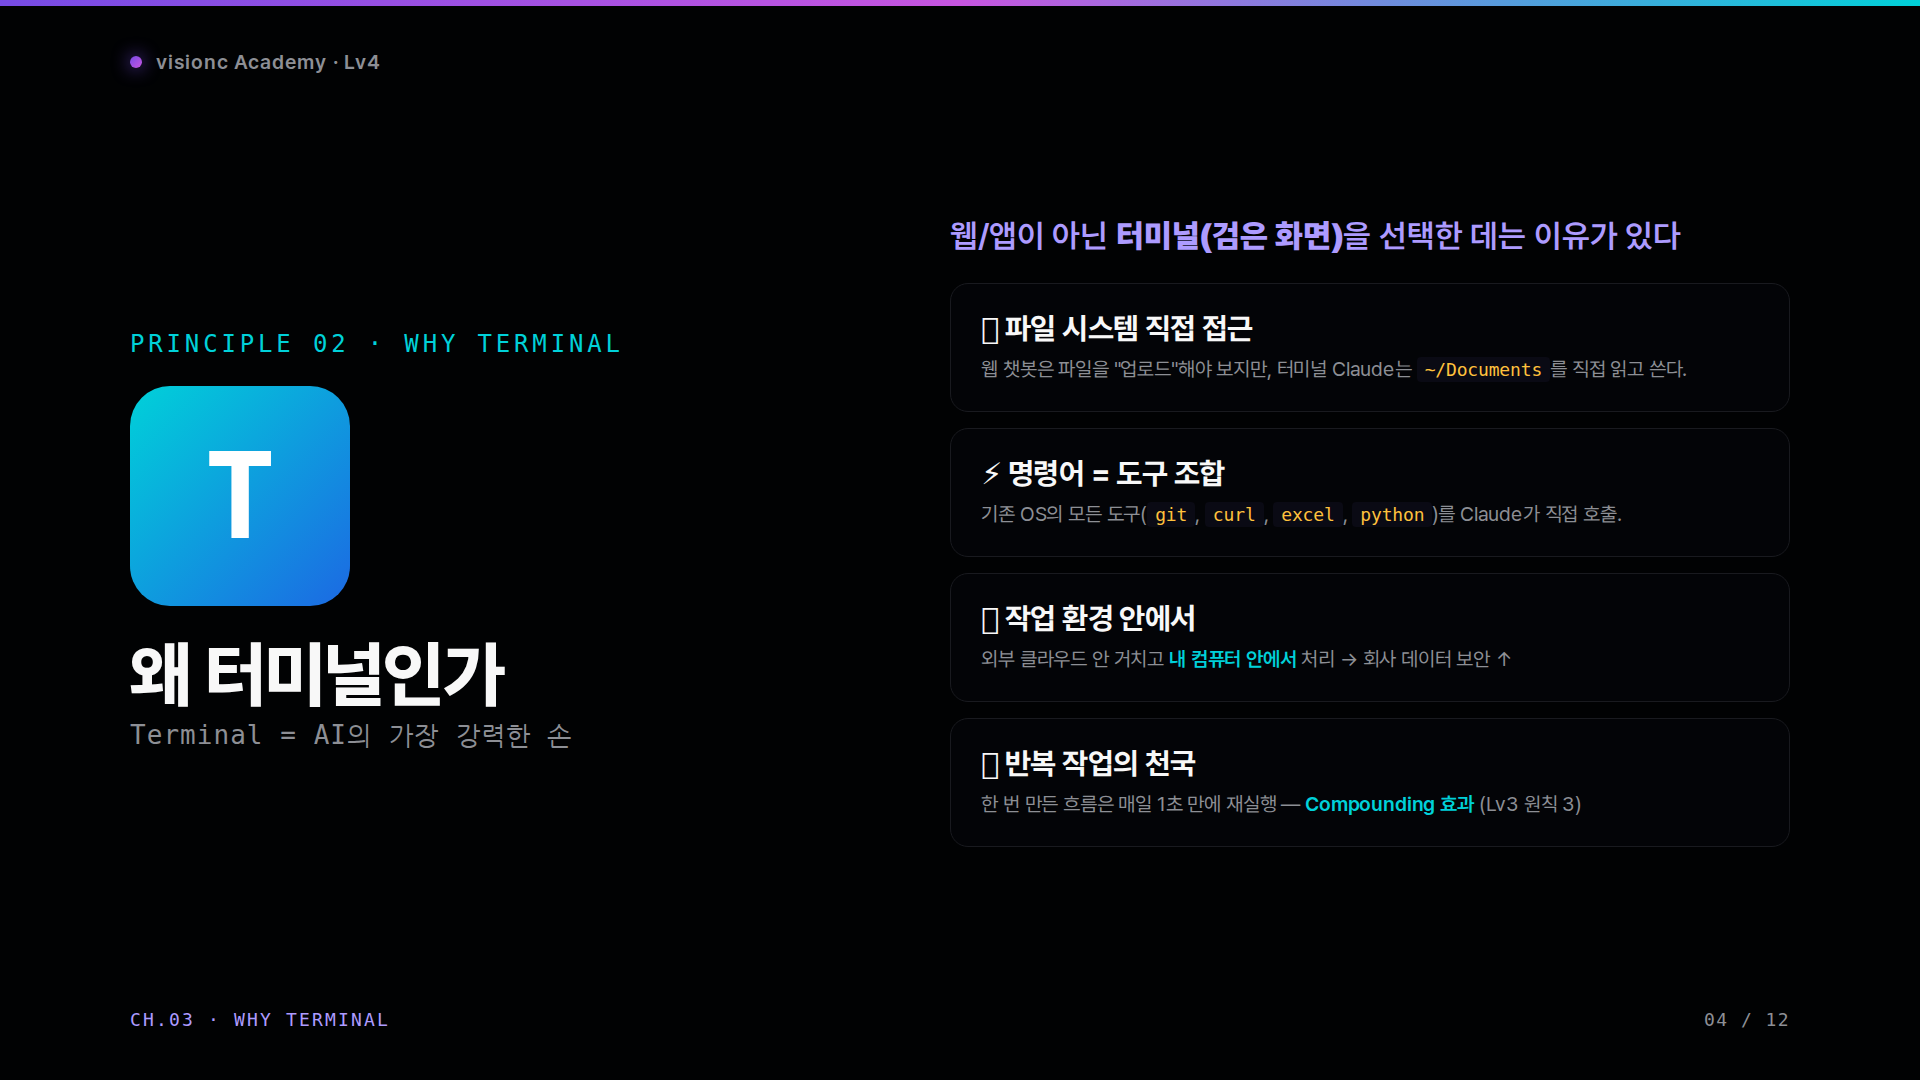 visionc Academy · Lv4
PRINCIPLE 02 · WHY TERMINAL
T
왜 터미널인가
Terminal = AI의 가장 강력한 손
웹/앱이 아닌 터미널(검은 화면)을 선택한 데는 이유가 있다
파일 시스템 직접 접근
웹 챗봇은 파일을 "업로드"해야 보지만, 터미널 Claude는 ~/Documents를 직접 읽고 쓴다.
⚡ 명령어 = 도구 조합
기존 OS의 모든 도구(git, curl, excel, python)를 Claude가 직접 호출.
작업 환경 안에서
외부 클라우드 안 거치고 내 컴퓨터 안에서 처리 → 회사 데이터 보안 ↑
반복 작업의 천국
한 번 만든 흐름은 매일 1초 만에 재실행 — Compounding 효과 (Lv3 원칙 3)
CH.03 · WHY TERMINAL
04 / 12